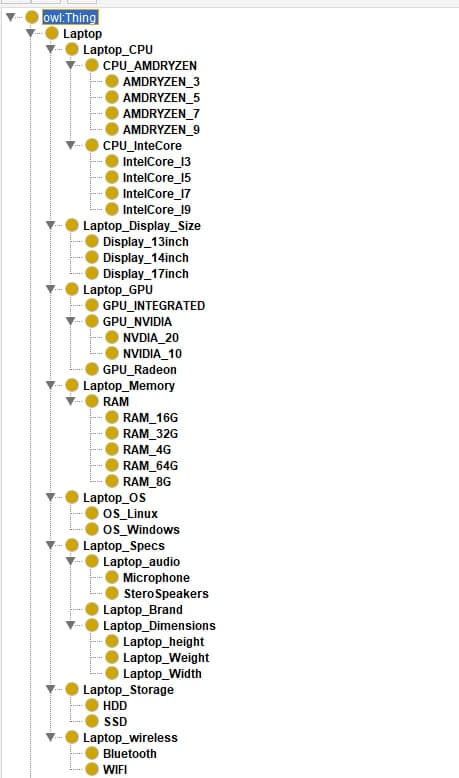 owl:Thing
Laptop
Laptop_CPU
CPU_AMDRYZEN
AMDRYZEN_3
AMDRYZEN_5
AMDRYZEN_7
AMDRYZEN_9
CPU_InteCore
IntelCore_I3
IntelCore_I5
IntelCore_I7
IntelCore_I9
Laptop_Display_Size
Display_13inch
Display_14inch
Display_17inch
Laptop_GPU
GPU_INTEGRATED
GPU_NVIDIA
NVDIA_20
NVIDIA_10
GPU_Radeon
Laptop_Memory
RAM
RAM_16G
RAM_32G
RAM_4G
RAM_64G
RAM_8G
Laptop_OS
OS_Linux
OS_Windows
Laptop_Specs
Laptop_audio
Microphone
SteroSpeakers
Laptop_Brand
Laptop_Dimensions
Laptop_height
Laptop_Weight
Laptop_Width
Laptop_Storage
HDD
SSD
Laptop_wireless
Bluetooth
WIFI